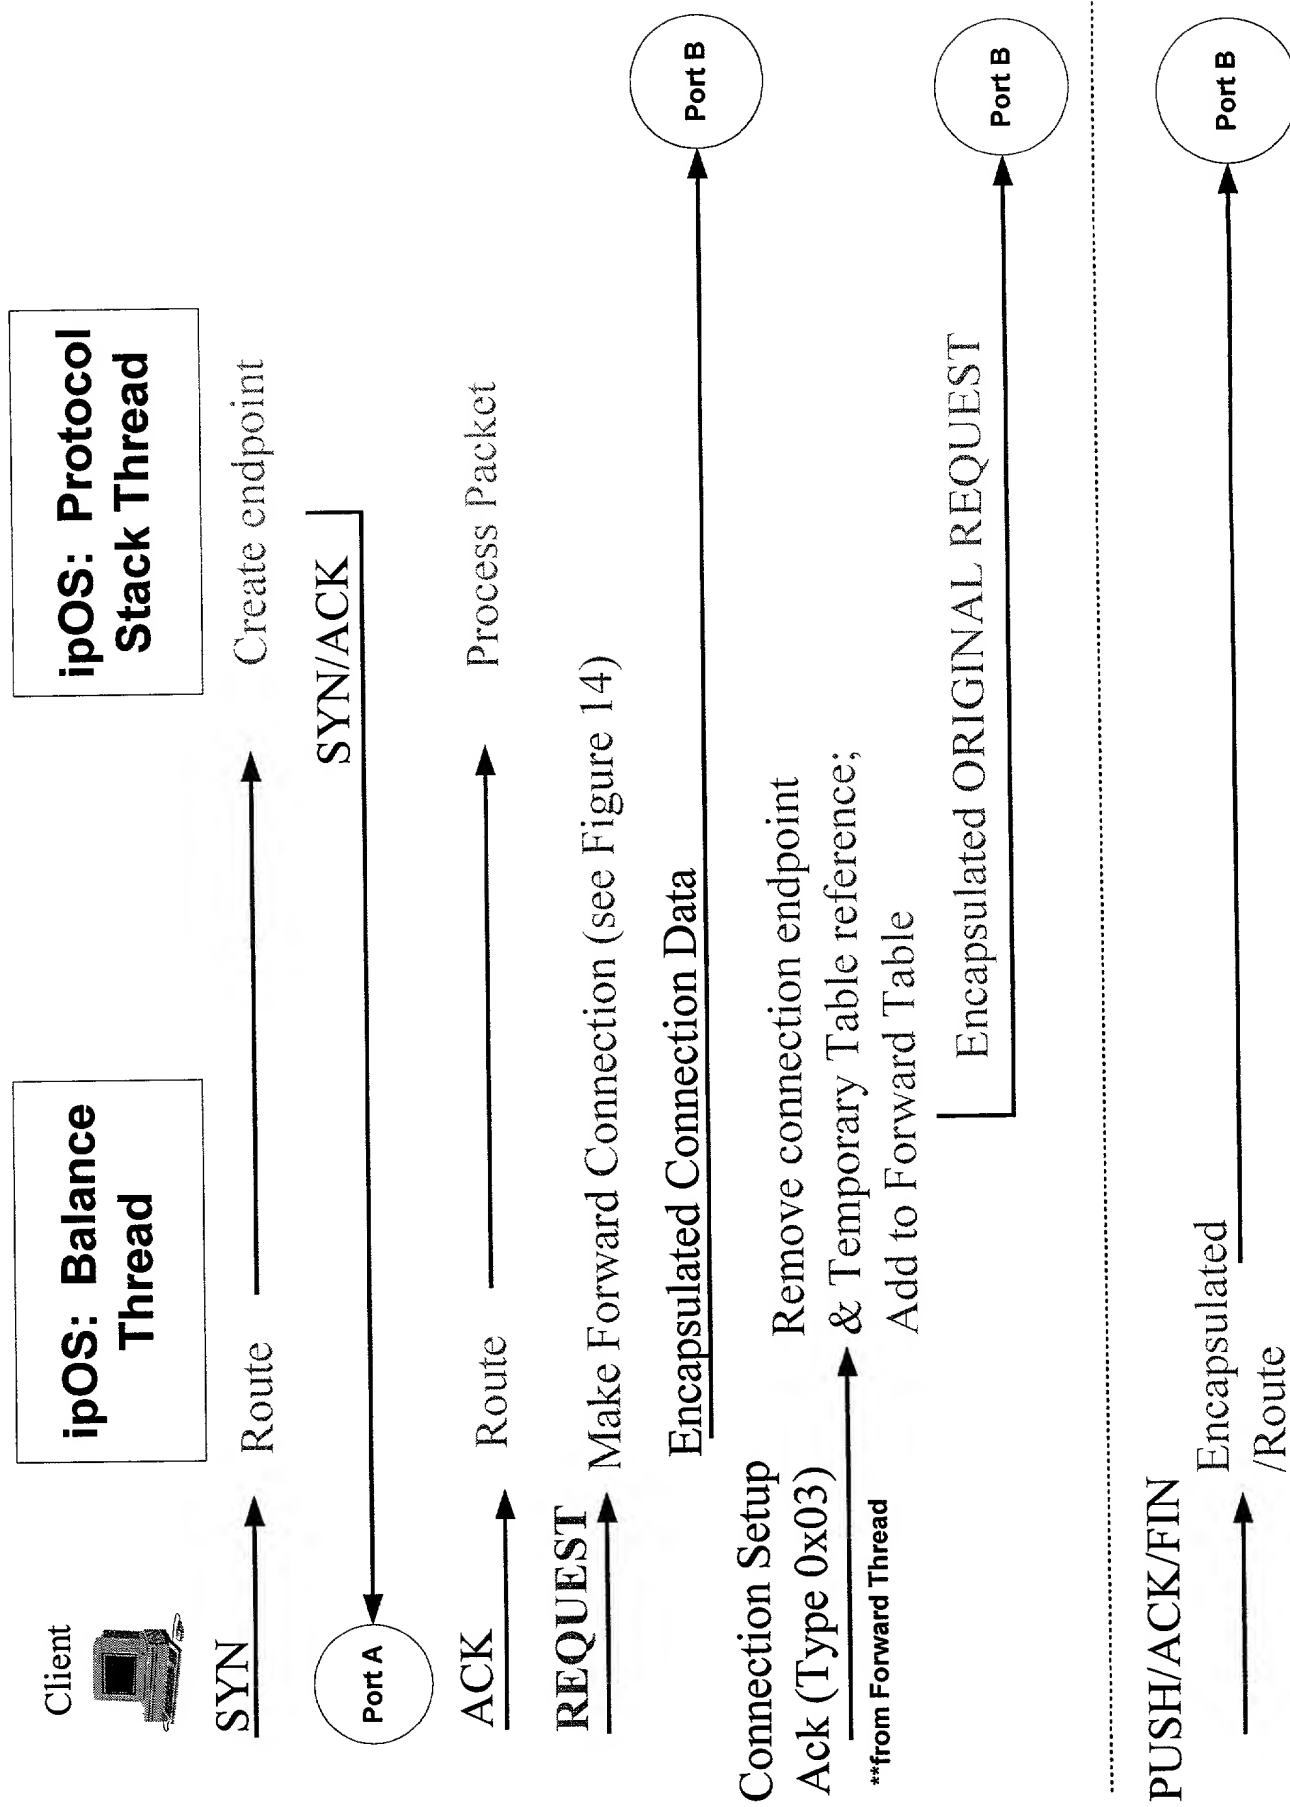 Client
ipOS: Balance
Thread
ipOS: Protocol
Stack Thread
SYN
Route
Create endpoint
SYN/ACK
Port A
ACK
Route
Process Packet
REQUEST
Make Forward Connection (see Figure 14)
Encapsulated Connection Data
Port B
Connection Setup
Ack (Type 0x03)
**from Forward Thread
Remove connection endpoint
& Temporary Table reference;
Add to Forward Table
Encapsulated ORIGINAL REQUEST
Port B
PUSH/ACK/FIN
Encapsulated
/Route
Port B